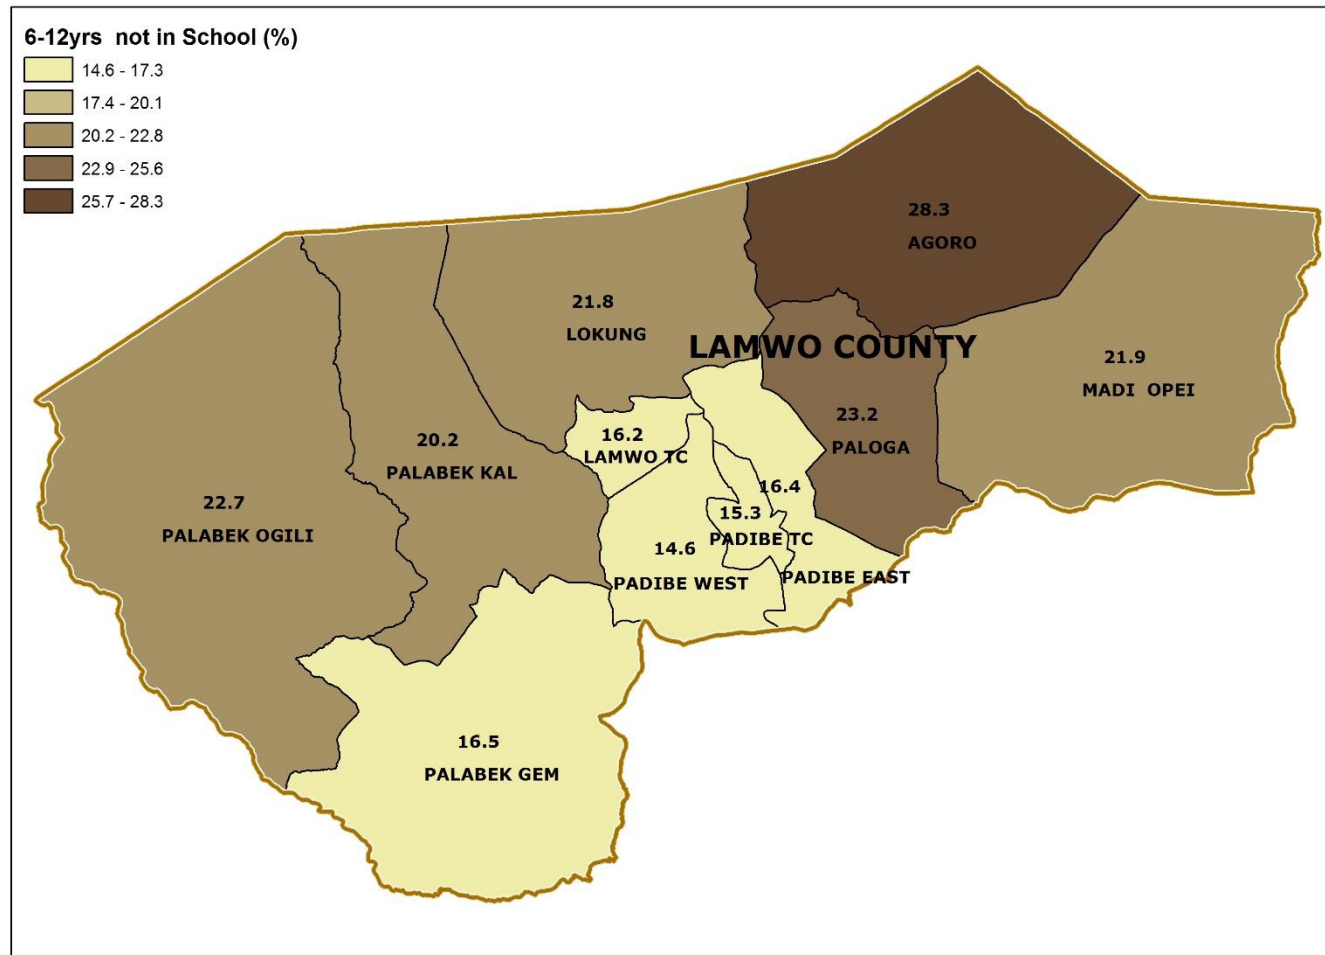 6-12yrs not in School (%)
14.6 - 17.3
17.4 - 20.1
20.2 - 22.8
22.9 - 25.6
25.7 - 28.3
28.3
AGORO
21.8
LOKUNG
LAMWO COUNTY
21.9
MADI OPEI
23.2
PALOGA
16.2
LAMWO TC
20.2
PALABEK KAL
22.7
PALABEK OGILI
16.4
PADIBE EAST
15.3
PADIBE TC
14.6
PADIBE WEST
16.5
PALABEK GEM